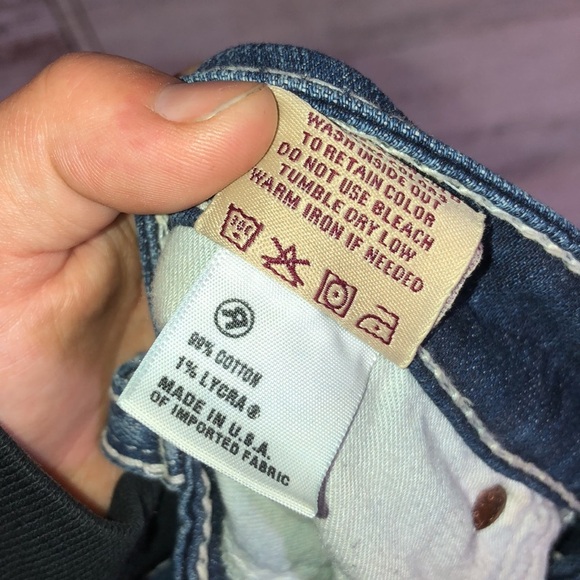 WASH INSIDE OUT
TO RETAIN COLOR
DO NOT USE BLEACH
TUMBLE DRY LOW
WARM IRON IF NEEDED
R
99% COTTON
1% LYCRA ®
MADE IN U.S.A.
OF IMPORTED FABRIC